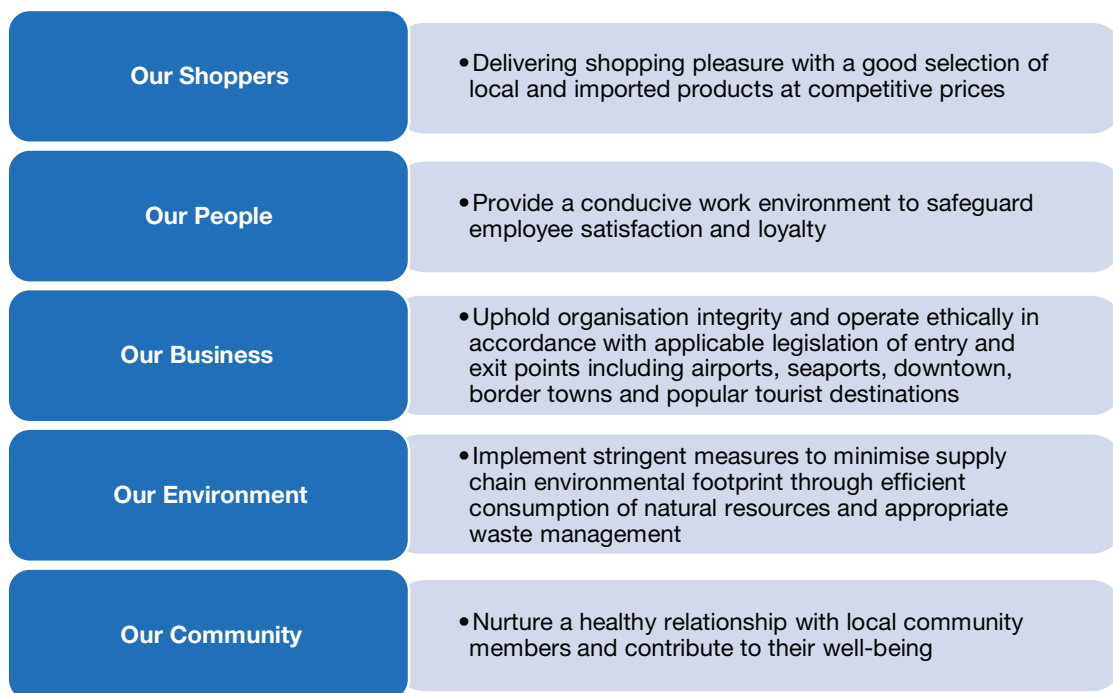 Our Shoppers
•Delivering shopping pleasure with a good selection of
local and imported products at competitive prices
Our People
•Provide a conducive work environment to safeguard
employee satisfaction and loyalty
Our Business
•Uphold organisation integrity and operate ethically in
accordance with applicable legislation of entry and
exit points including airports, seaports, downtown,
border towns and popular tourist destinations
Our Environment
•Implement stringent measures to minimise supply
chain environmental footprint through efficient
consumption of natural resources and appropriate
waste management
Our Community
•Nurture a healthy relationship with local community
members and contribute to their well-being